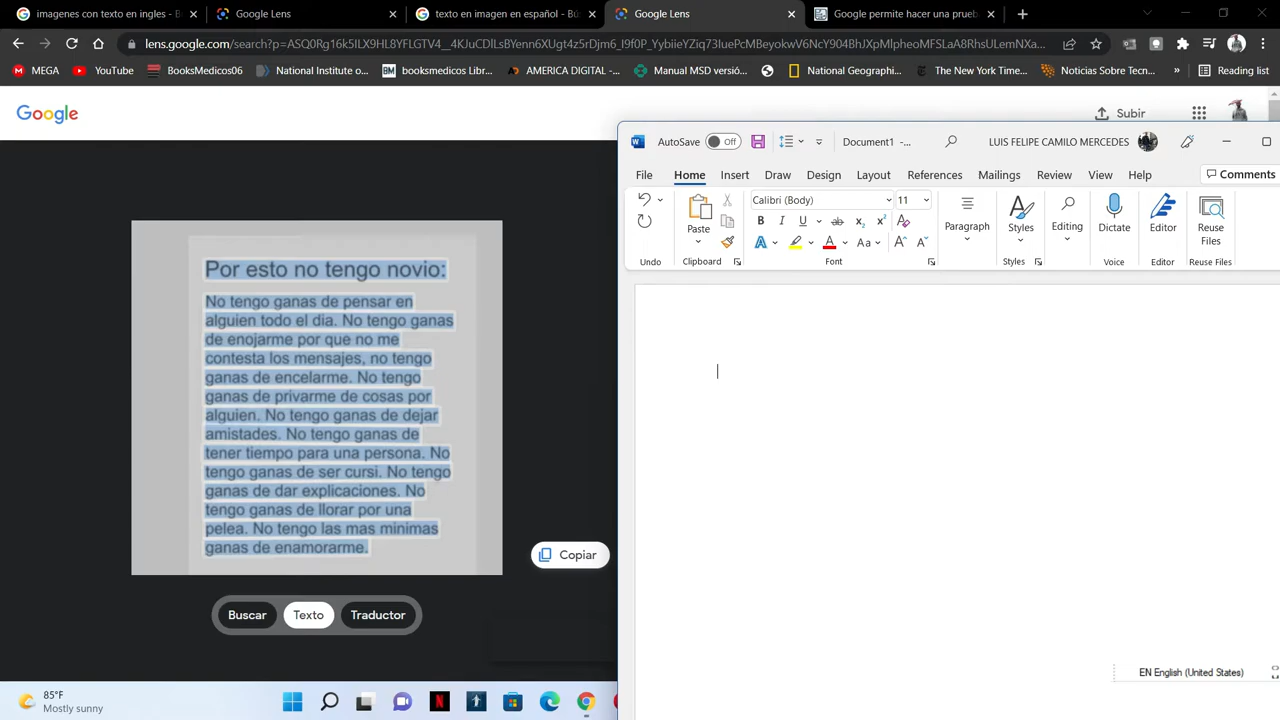 imagenes con texto en ingles - B
Google Lens
texto en imagen en español - Bús
Google Lens
Google permite hacer una prueba
MEGA
YouTube
BooksMedicos06
National Institute o...
booksmedicos Libr...
AMERICA DIGITAL -...
Manual MSD versió...
National Geographi...
The New York Time...
Noticias Sobre Tecn...
»
Reading list
Google
Subir
Por esto no tengo novio:
No tengo ganas de pensar en
alguien todo el dia. No tengo ganas
de enojarme por que no me
contesta los mensajes, no tengo
ganas de encelarme. No tengo
ganas de privarme de cosas por
alguien. No tengo ganas de dejar
amistades. No tengo ganas de
tener tiempo para una persona. No
tengo ganas de ser cursi. No tengo
ganas de dar explicaciones. No
tengo ganas de llorar por una
pelea. No tengo las mas minimas
ganas de enamorarme.
Copiar
Buscar
Texto
Traductor
AutoSave
Off
Document1 -...
LUIS FELIPE CAMILO MERCEDES
File
Home
Insert
Draw
Design
Layout
References
Mailings
Review
View
Help
Comments
Calibri (Body)
11
Paste
Paragraph
Styles
Editing
Dictate
Editor
Reuse
Files
Undo
Clipboard
Font
Styles
Voice
Editor
Reuse Files
EN English (United States)
85°F
Mostly sunny